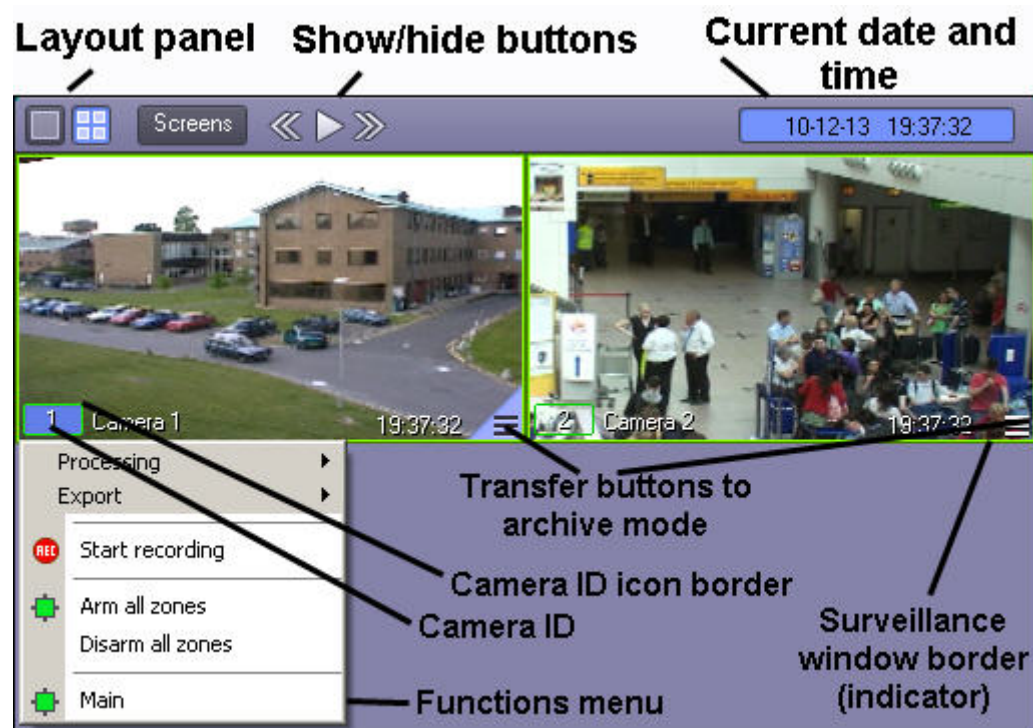 Layout panel
Show/hide buttons
Current date and
time
Screens
10-12-13 19:37:32
1 Camera 1 19:37:32
2 Camera 2 19:37:32
Processing
Export
REC Start recording
Arm all zones
Disarm all zones
Main
Transfer buttons to
archive mode
Camera ID icon border
Camera ID
Functions menu
Surveillance
window border
(indicator)